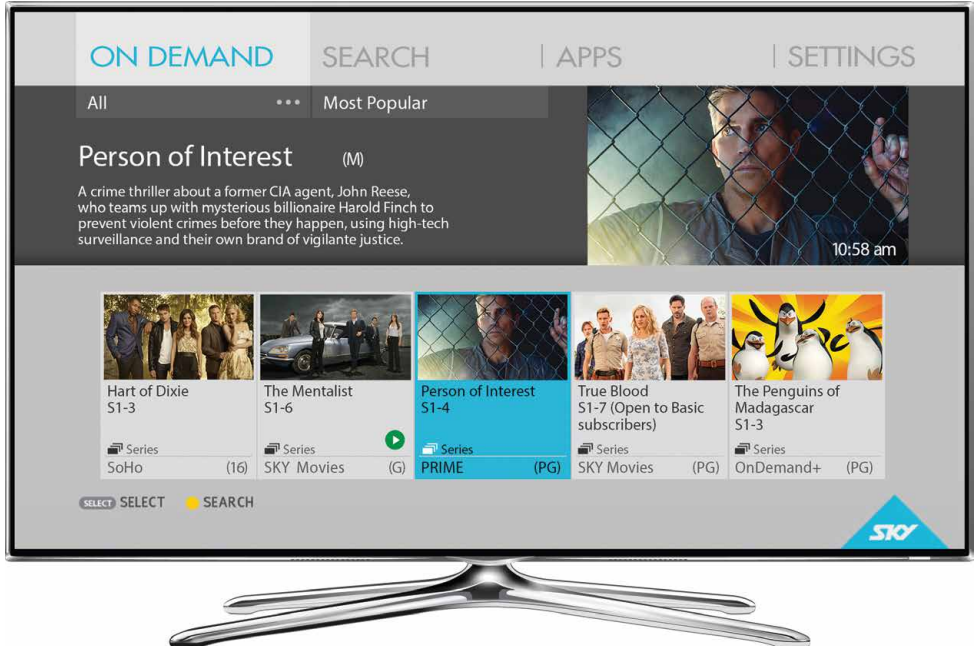 ON DEMAND
SEARCH
APPS
SETTINGS
All
Most Popular
Person of Interest (M)
A crime thriller about a former CIA agent, John Reese,
who teams up with mysterious billionaire Harold Finch to
prevent violent crimes before they happen, using high-tech
surveillance and their own brand of vigilante justice.
10:58 am
Hart of Dixie
S1-3
Series
SoHo (16)
The Mentalist
S1-6
Series
SKY Movies (G)
Person of Interest
S1-4
Series
PRIME (PG)
True Blood
S1-7 (Open to Basic
subscribers)
Series
SKY Movies (PG)
The Penguins of
Madagascar
S1-3
Series
OnDemand+ (PG)
SELECT SELECT
SEARCH
SKY